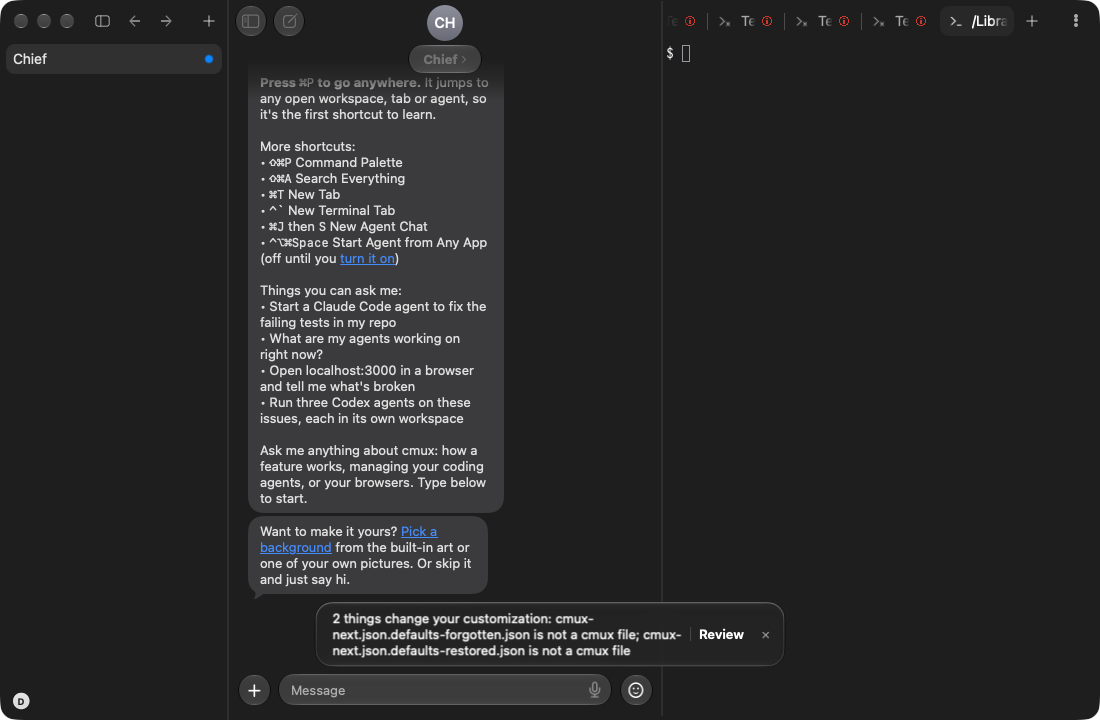 CH
Te
Te
Te
/Libra
Chief
Chief
$
Press ⌘P to go anywhere. It jumps to
any open workspace, tab or agent, so
it's the first shortcut to learn.
More shortcuts:
• ⇧⌘P Command Palette
• ⇧⌘A Search Everything
• ⌘T New Tab
• ^` New Terminal Tab
• ⌘J then S New Agent Chat
• ^⌥⌘Space Start Agent from Any App
(off until you turn it on)
Things you can ask me:
• Start a Claude Code agent to fix the
failing tests in my repo
• What are my agents working on
right now?
• Open localhost:3000 in a browser
and tell me what's broken
• Run three Codex agents on these
issues, each in its own workspace
Ask me anything about cmux: how a
feature works, managing your coding
agents, or your browsers. Type below
to start.
Want to make it yours? Pick a
background from the built-in art or
one of your own pictures. Or skip it
and just say hi.
2 things change your customization: cmux-
next.json.defaults-forgotten.json is not a cmux file; cmux-
next.json.defaults-restored.json is not a cmux file
Review
Message
D